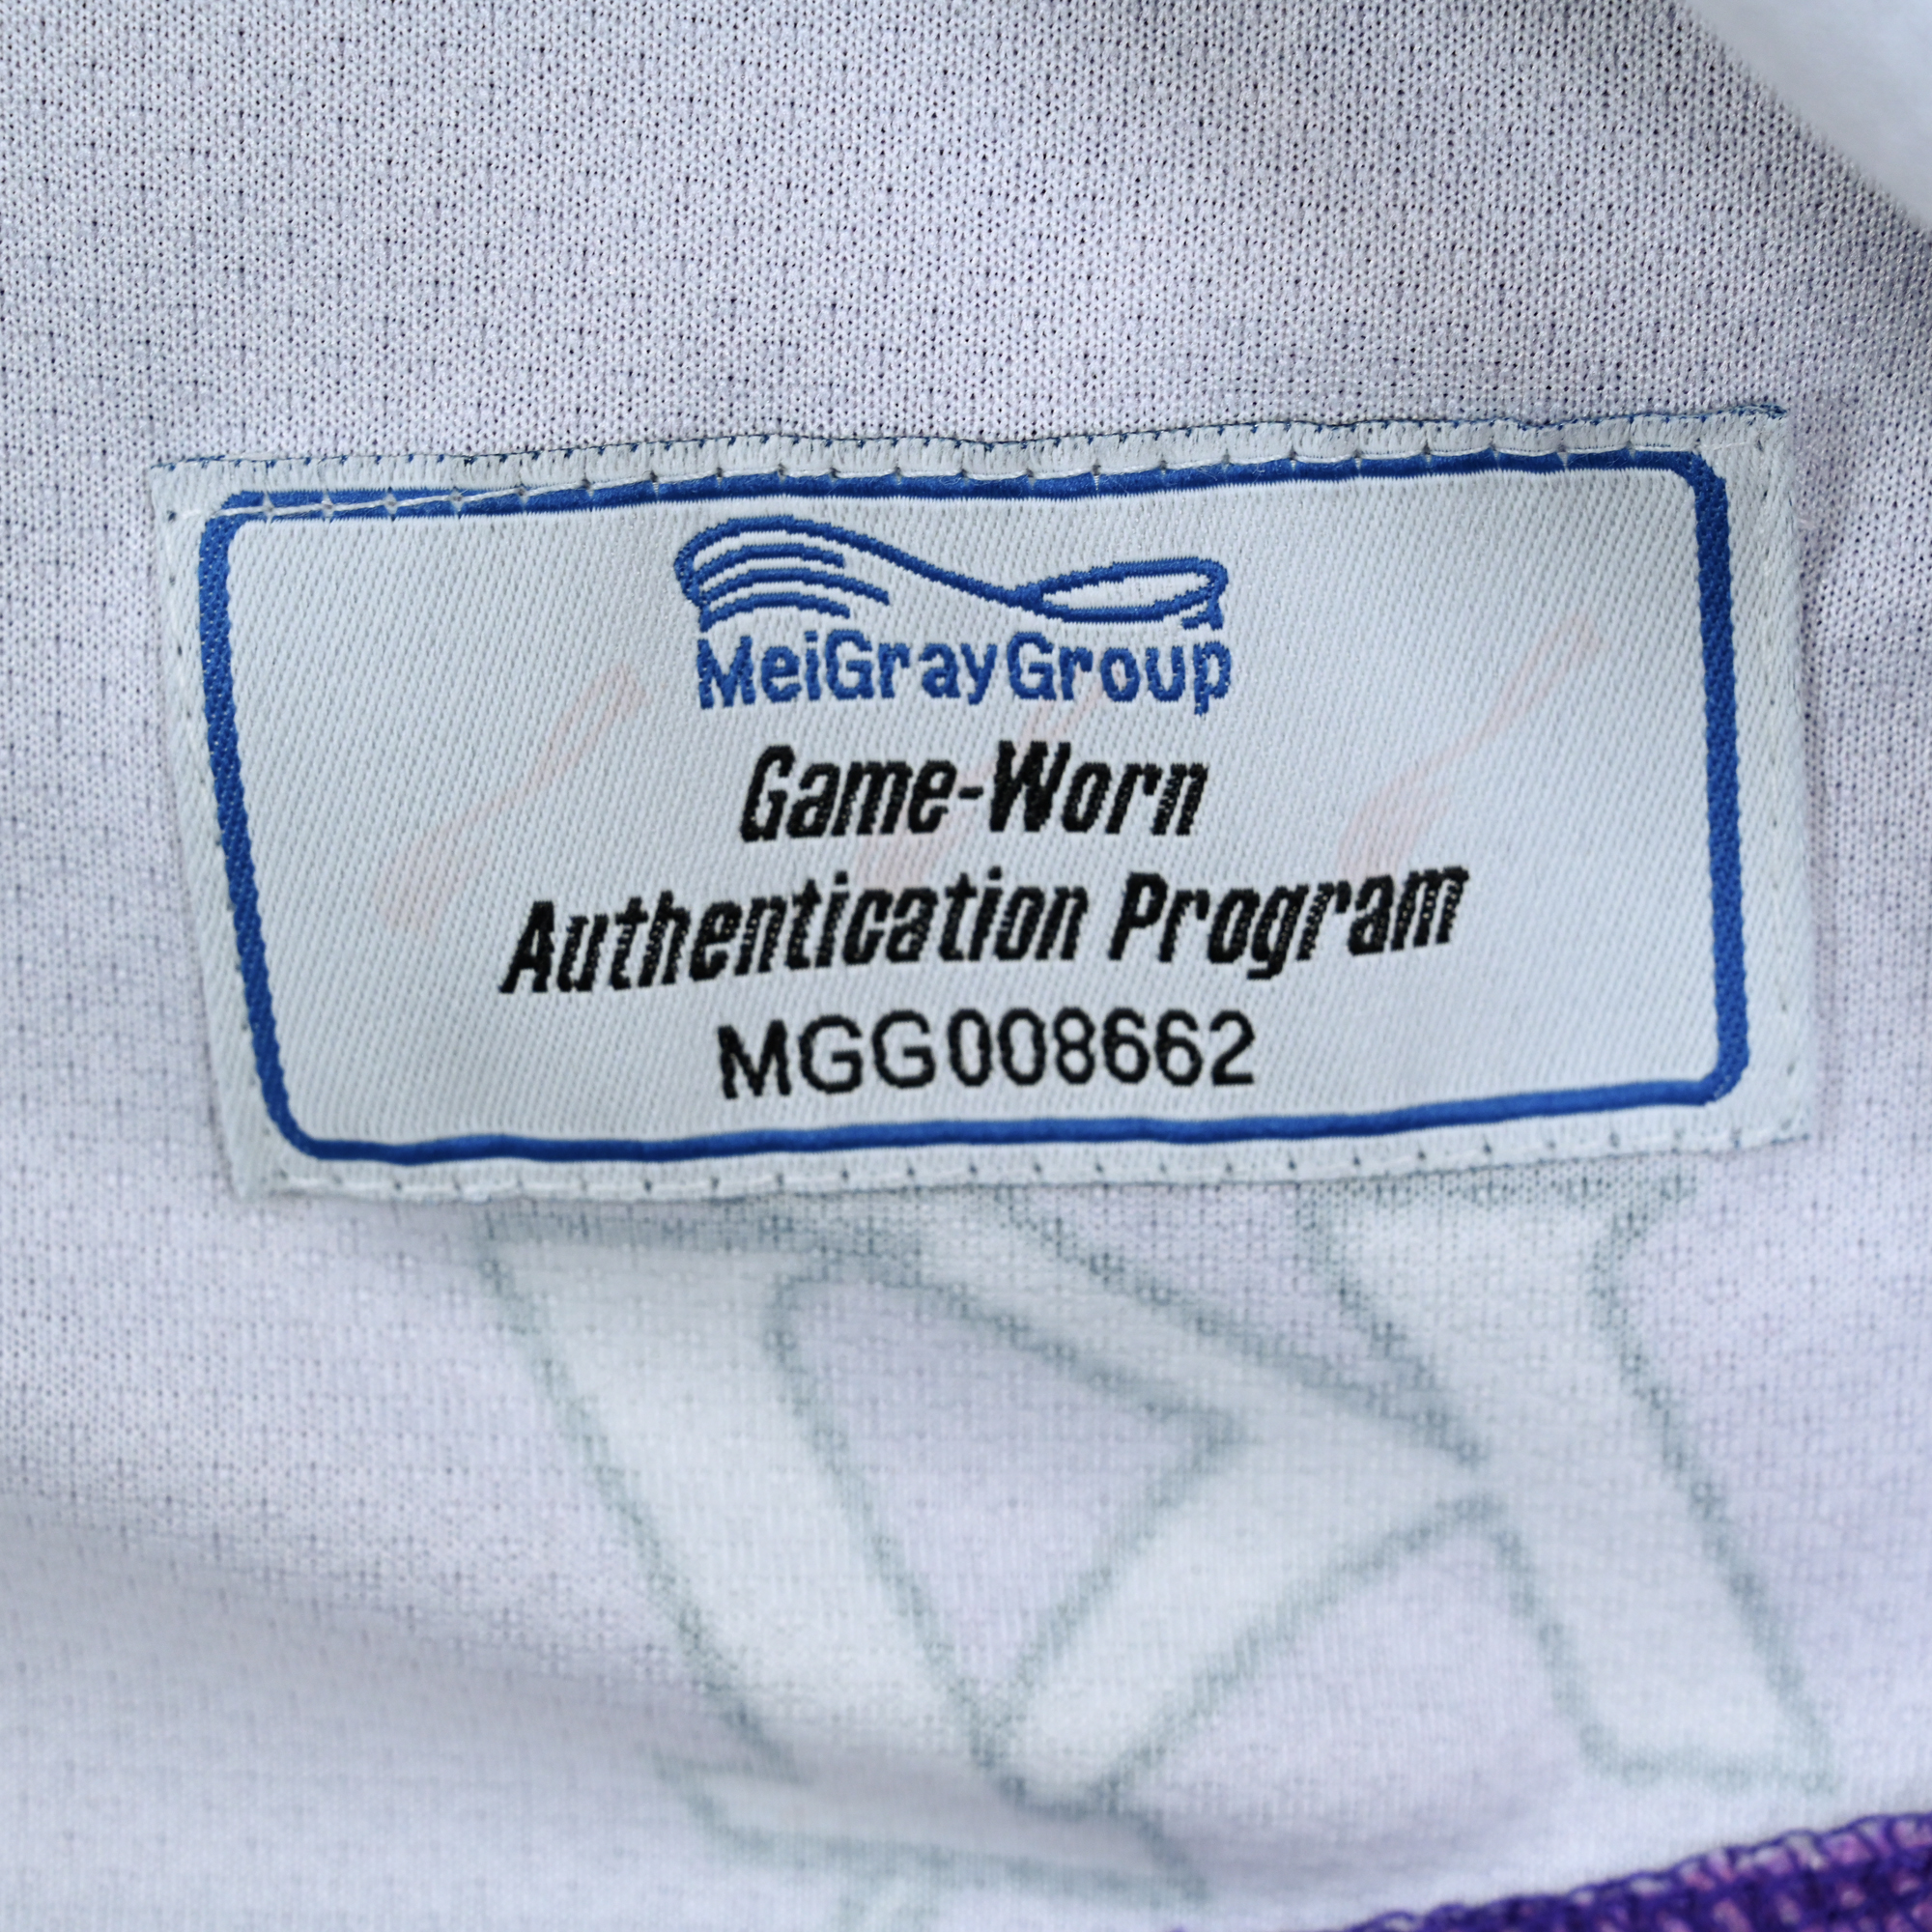 MeiGrayGroup
Game-Worn
Authentication Program
MGG008662